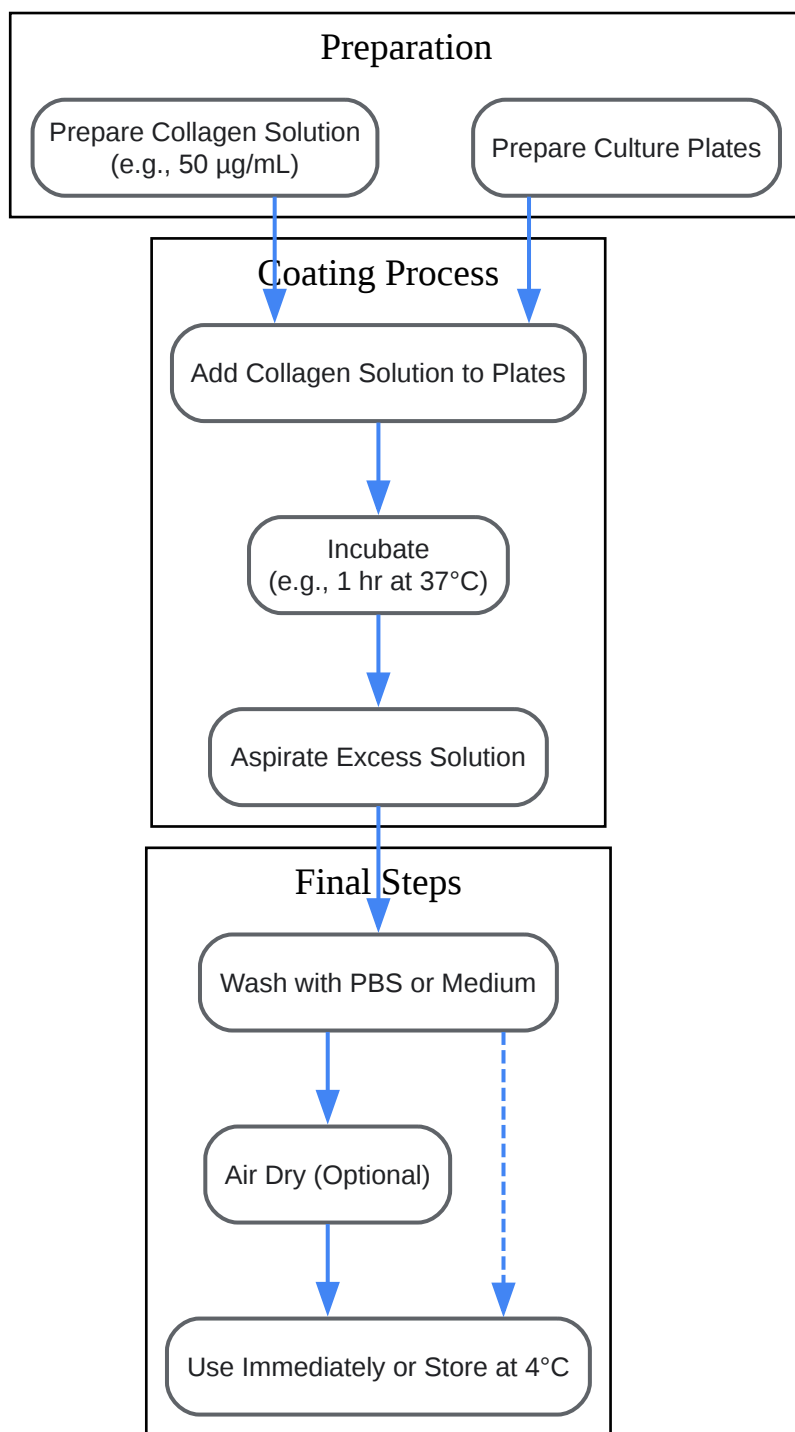 Preparation
Prepare Collagen Solution
(e.g., 50 µg/mL)
Prepare Culture Plates
Coating Process
Add Collagen Solution to Plates
Incubate
(e.g., 1 hr at 37°C)
Aspirate Excess Solution
Final Steps
Wash with PBS or Medium
Air Dry (Optional)
Use Immediately or Store at 4°C